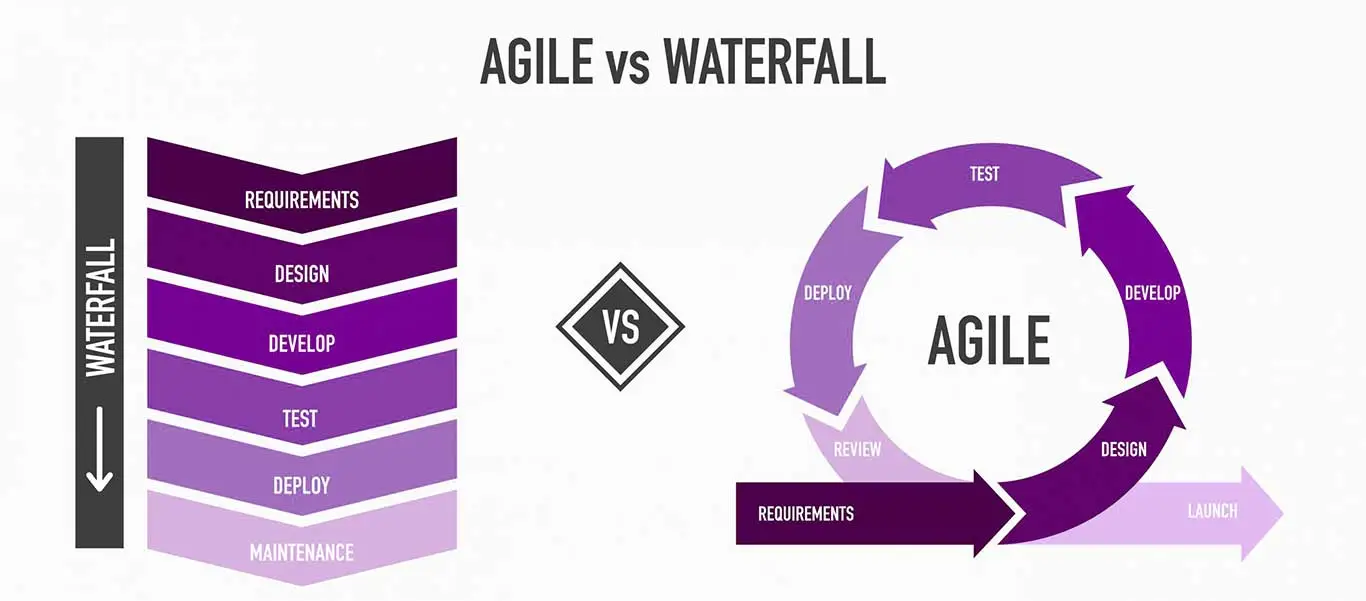 AGILE vs WATERFALL
WATERFALL
REQUIREMENTS
DESIGN
DEVELOP
TEST
DEPLOY
MAINTENANCE
VS
TEST
DEPLOY
DEVELOP
AGILE
REVIEW
DESIGN
REQUIREMENTS
LAUNCH